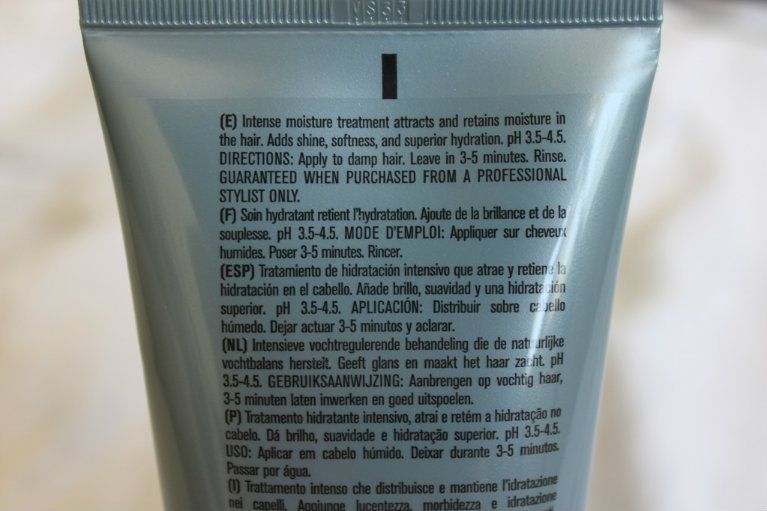 (E) Intense moisture treatment attracts and retains moisture in
the hair. Adds shine, softness, and superior hydration. pH 3.5-4.5.
DIRECTIONS: Apply to damp hair. Leave in 3-5 minutes. Rinse.
GUARANTEED WHEN PURCHASED FROM A PROFESSIONAL
STYLIST ONLY.
(F) Soin hydratant retient l'hydratation. Ajoute de la brillance et de la
souplesse. pH 3.5-4.5. MODE D'EMPLOI: Appliquer sur cheveux
humides. Poser 3-5 minutes. Rincer.
(ESP) Tratamiento de hidratación intensivo que atrae y retiene la
hidratación en el cabello. Añade brillo, suavidad y una hidratación
superior. pH 3.5-4.5. APLICACIÓN: Distribuir sobre cabello
húmedo. Dejar actuar 3-5 minutos y aclarar.
(NL) Intensieve vochtregulerende behandeling die de natuurlijke
vochtbalans herstelt. Geeft glans en maakt het haar zacht. pH
3.5-4.5. GEBRUIKSAANWIJZING: Aanbrengen op vochtig haar,
3-5 minuten laten inwerken en goed uitspoelen.
(P) Tratamento hidratante intensivo, atrai e retém a hidratação no
cabelo. Dá brilho, suavidade e hidratação superior. pH 3.5-4.5.
USO: Aplicar em cabelo húmido. Deixar durante 3-5 minutos.
Passar por água.
(I) Trattamento intenso che distribuisce e mantiene l'idratazione
nei capelli. Aggiunge lucentezza, morbidezza e idratazione